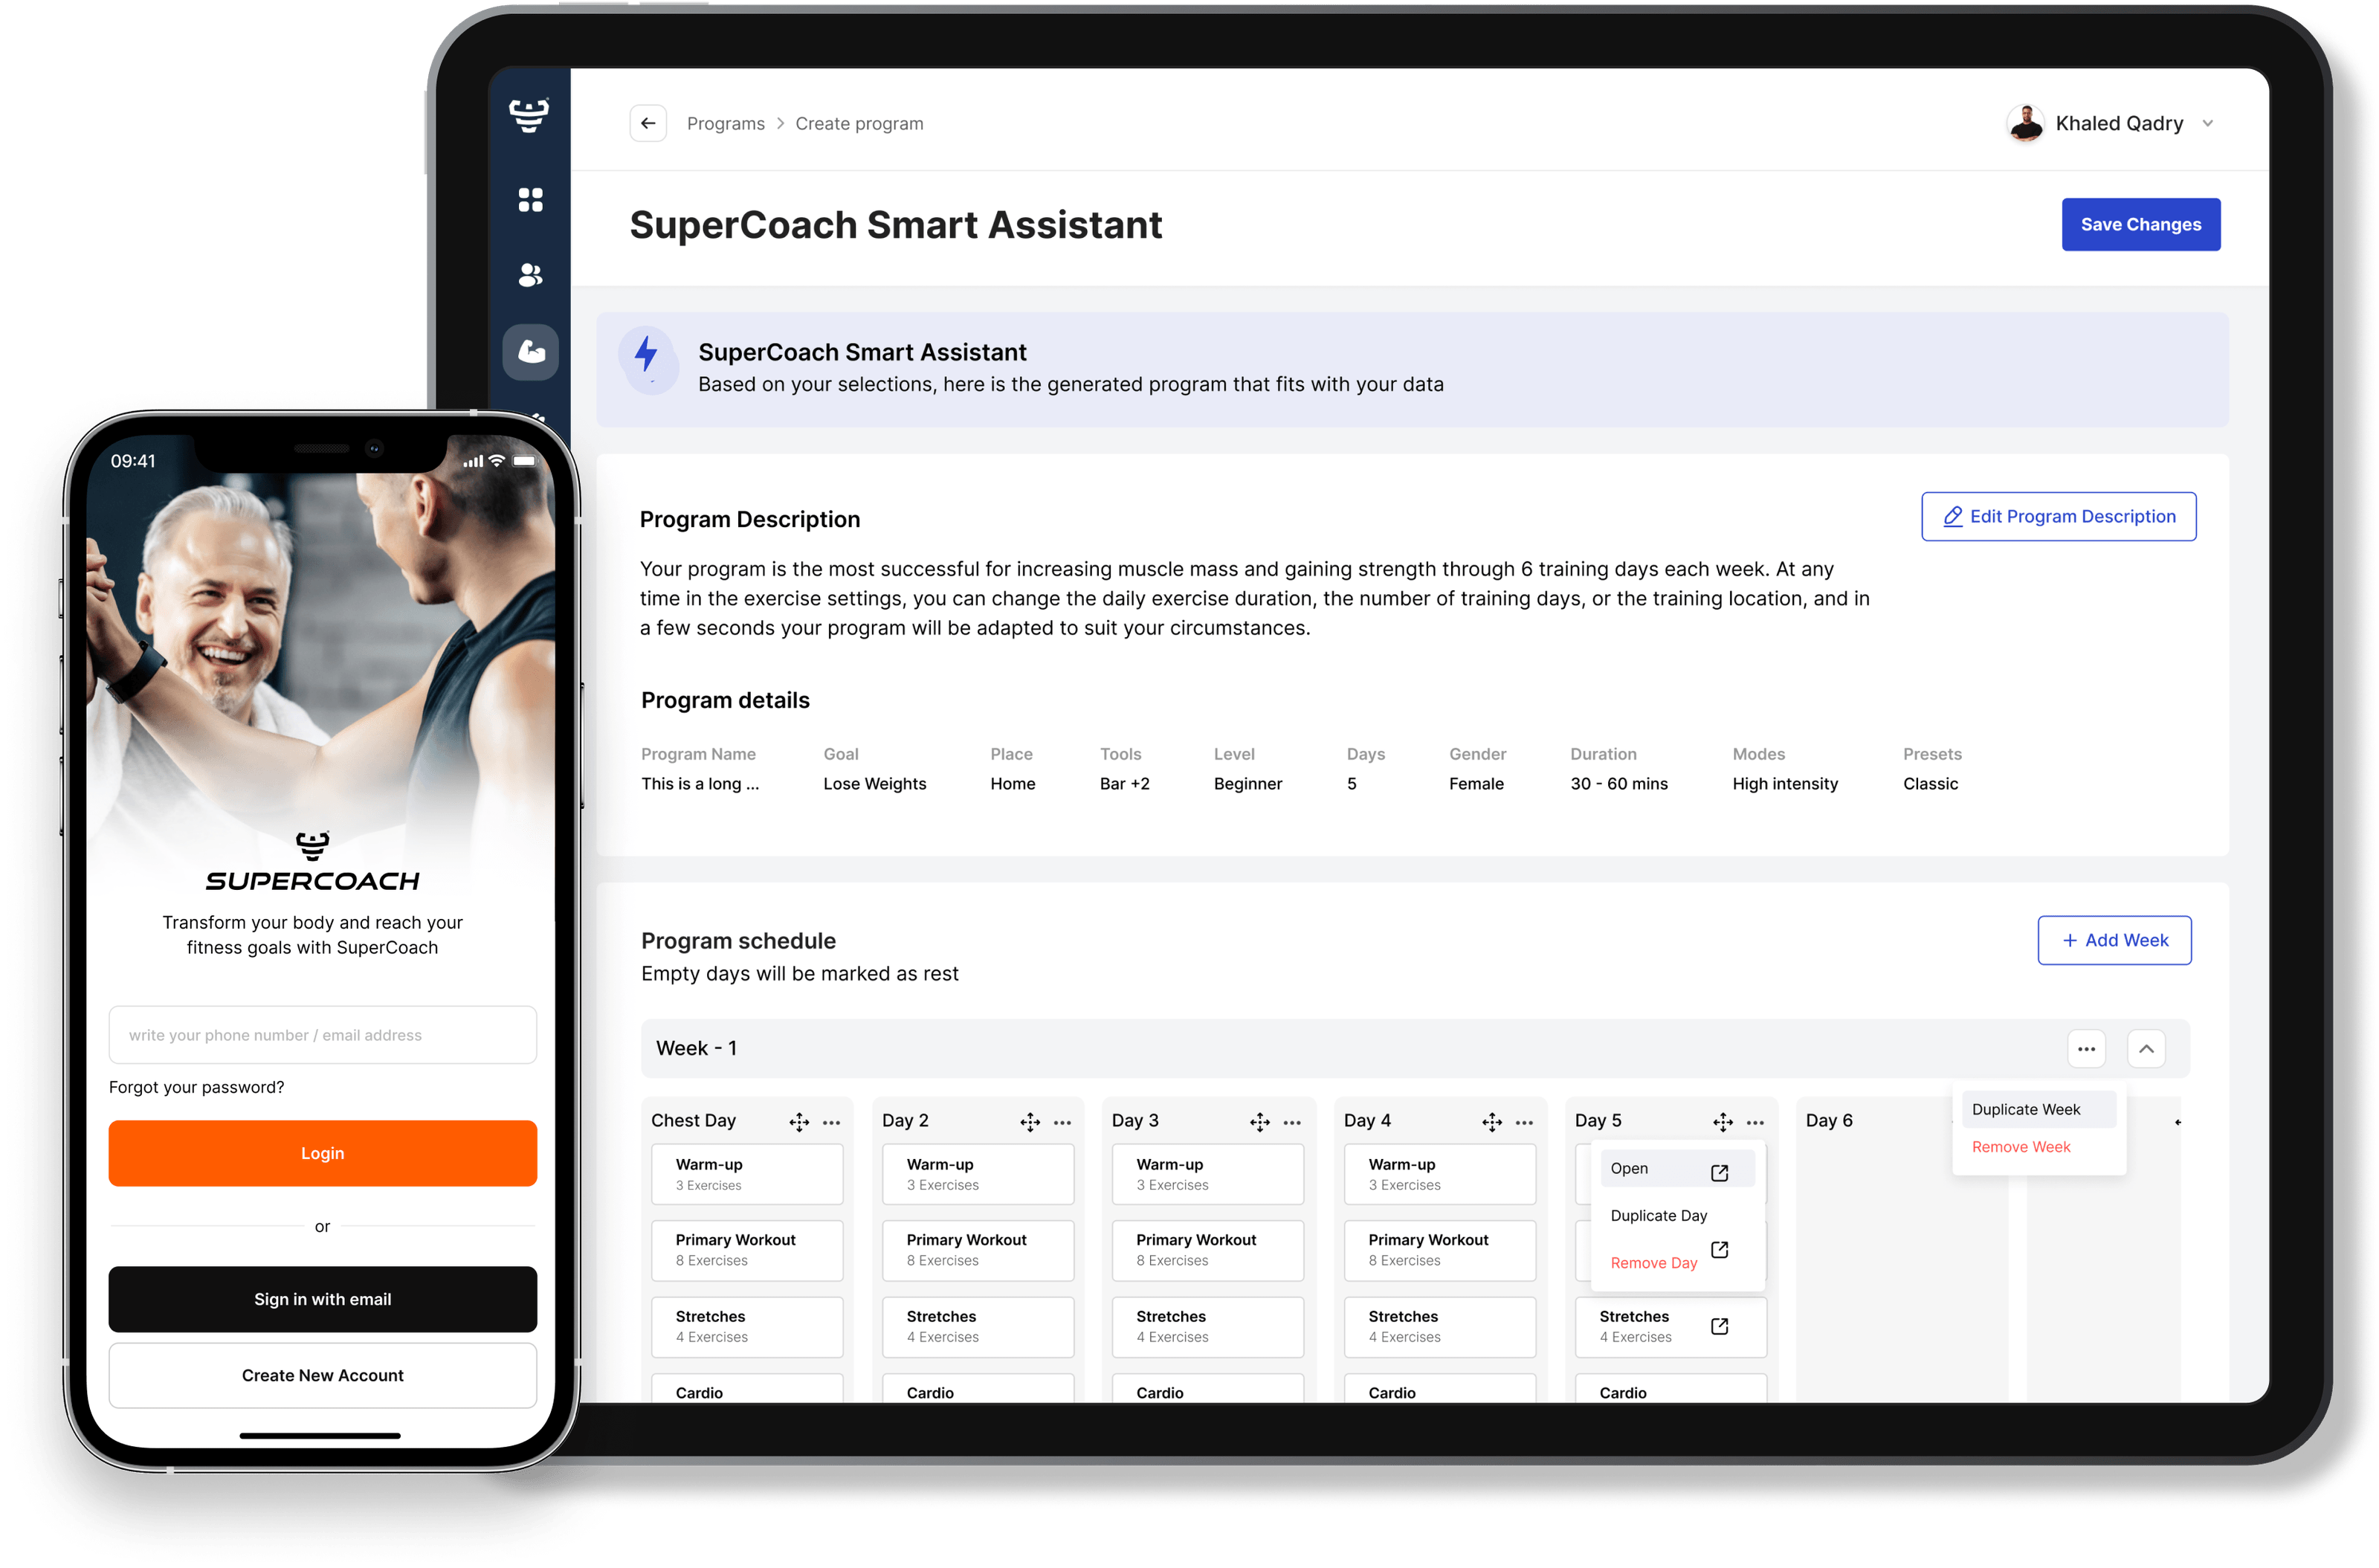 Programs > Create program
Khaled Qadry
SuperCoach Smart Assistant
Save Changes
SuperCoach Smart Assistant
Based on your selections, here is the generated program that fits with your data
Program Description
Edit Program Description
Your program is the most successful for increasing muscle mass and gaining strength through 6 training days each week. At any
time in the exercise settings, you can change the daily exercise duration, the number of training days, or the training location, and in
a few seconds your program will be adapted to suit your circumstances.
Program details
Program Name Goal Place Tools Level Days Gender Duration Modes Presets
This is a long ... Lose Weights Home Bar +2 Beginner 5 Female 30 - 60 mins High intensity Classic
Program schedule
+ Add Week
Empty days will be marked as rest
Week - 1
Duplicate Week
Remove Week
Chest Day Day 2 Day 3 Day 4 Day 5 Day 6
Warm-up Warm-up Warm-up Warm-up
3 Exercises 3 Exercises 3 Exercises 3 Exercises
Open
Duplicate Day
Remove Day
Primary Workout Primary Workout Primary Workout Primary Workout
8 Exercises 8 Exercises 8 Exercises 8 Exercises
Stretches Stretches Stretches Stretches Stretches
4 Exercises 4 Exercises 4 Exercises 4 Exercises 4 Exercises
Cardio Cardio Cardio Cardio Cardio
09:41
SUPERCOACH
Transform your body and reach your
fitness goals with SuperCoach
write your phone number / email address
Forgot your password?
Login
or
Sign in with email
Create New Account